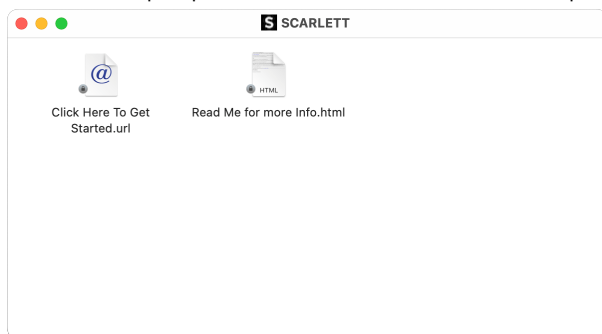 S SCARLETT
@
HTML
Click Here To Get
Started.url
Read Me for more Info.html